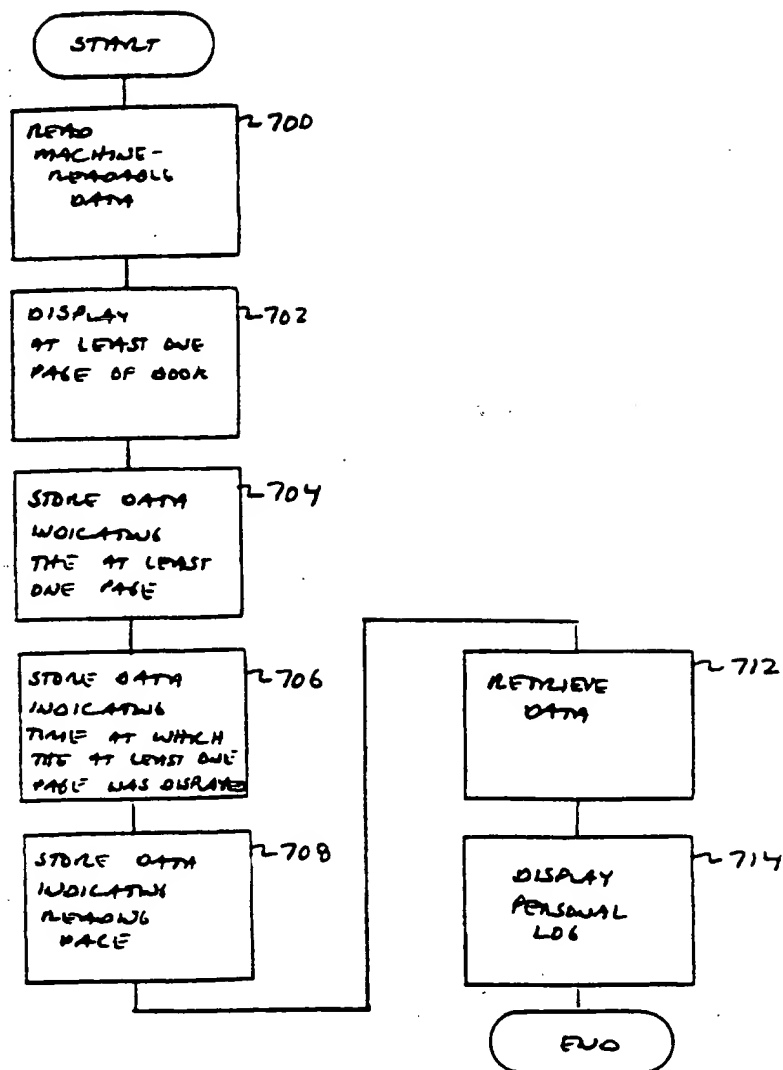 START
700
READ
MACHINE-
READABLE
DATA
702
DISPLAY
AT LEAST ONE
PAGE OF BOOK
704
STORE DATA
INDICATING
THE AT LEAST
ONE PAGE
706
STORE DATA
INDICATING
TIME AT WHICH
THE AT LEAST ONE
PAGE WAS DISPLAYED
708
STORE DATA
INDICATING
READING
PACE
712
RETRIEVE
DATA
714
DISPLAY
PERSONAL
LOG
END